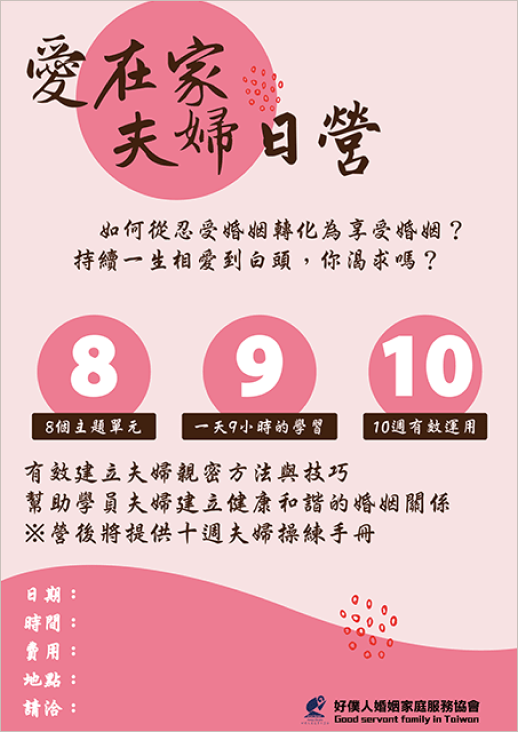 愛在家
夫婦日營
如何從忍受婚姻轉化為享受婚姻？
持續一生相愛到白頭，你渴求嗎？
8
9
10
8個主題單元
一天9小時的學習
10週有效運用
有效建立夫婦親密方法與技巧
幫助學員夫婦建立健康和諧的婚姻關係
※營後將提供十週夫婦操練手冊
日期：
時間：
費用：
地點：
請洽：
好僕人婚姻家庭服務協會
Good servant family in Taiwan